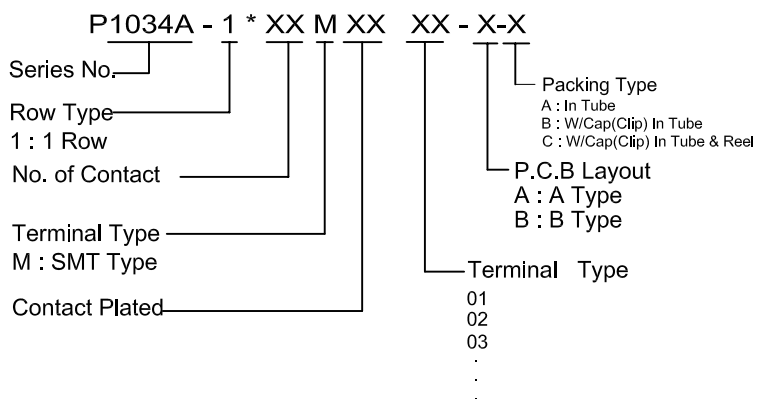 P1034A - 1 * XX M XX XX - X-X
Series No.
Row Type
1 : 1 Row
No. of Contact
Terminal Type
M : SMT Type
Contact Plated
Packing Type
A : In Tube
B : W/Cap(Clip) In Tube
C : W/Cap(Clip) In Tube & Reel
P.C.B Layout
A : A Type
B : B Type
Terminal Type
01
02
03
.
.
.